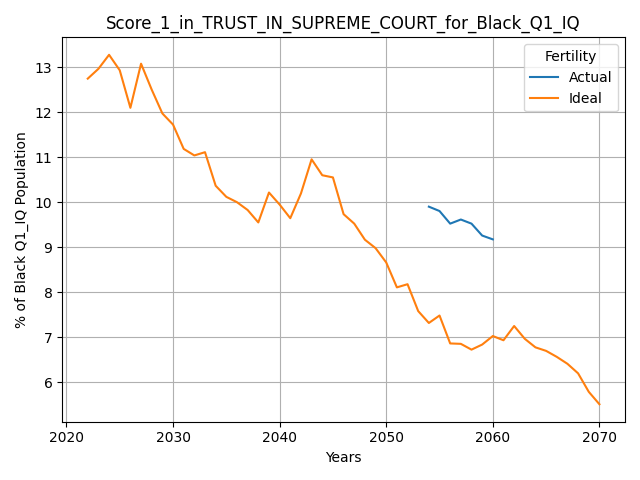 Score_1_in_TRUST_IN_SUPREME_COURT_for_Black_Q1_IQ
Fertility
Actual
Ideal
% of Black Q1_IQ Population
13
12
11
10
9
8
7
6
2020
2030
2040
2050
2060
2070
Years